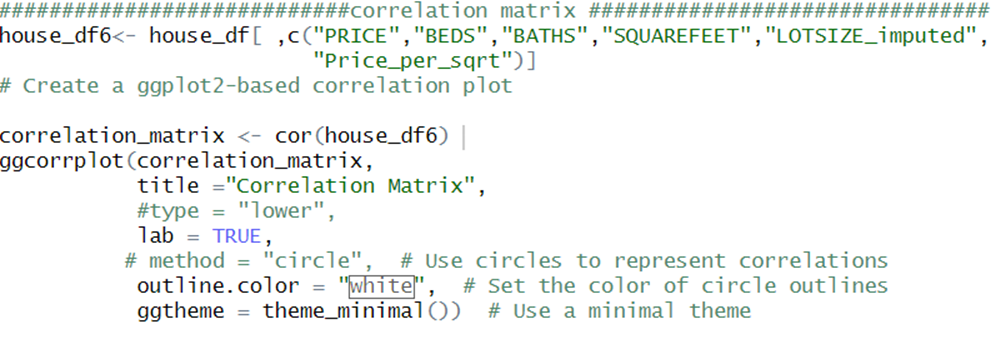 ############################correlation matrix ################################
house_df6<- house_df[ ,c("PRICE","BEDS","BATHS","SQUAREFEET","LOTSIZE_imputed",
"Price_per_sqrt")]
# Create a ggplot2-based correlation plot
correlation_matrix <- cor(house_df6)
ggcorrplot(correlation_matrix,
title ="Correlation Matrix",
#type = "lower",
lab = TRUE,
# method = "circle",  # Use circles to represent correlations
outline.color = "white",  # Set the color of circle outlines
ggtheme = theme_minimal())  # Use a minimal theme